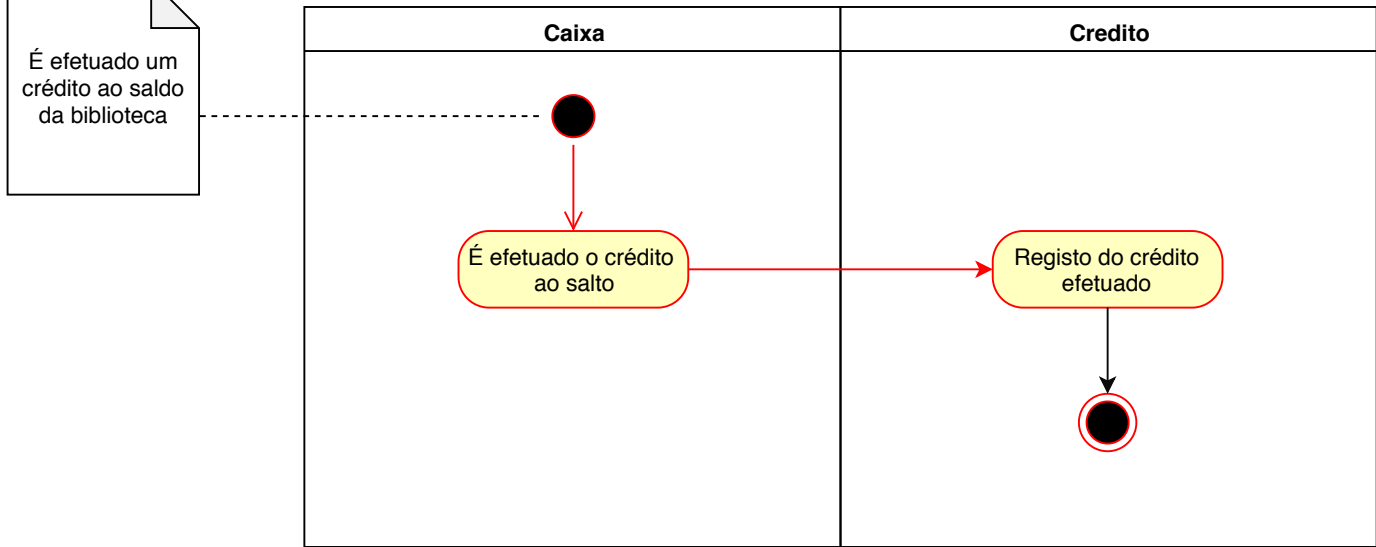 É efetuado um
crédito ao saldo
da biblioteca
Caixa
Credito
É efetuado o crédito
ao salto
Registo do crédito
efetuado